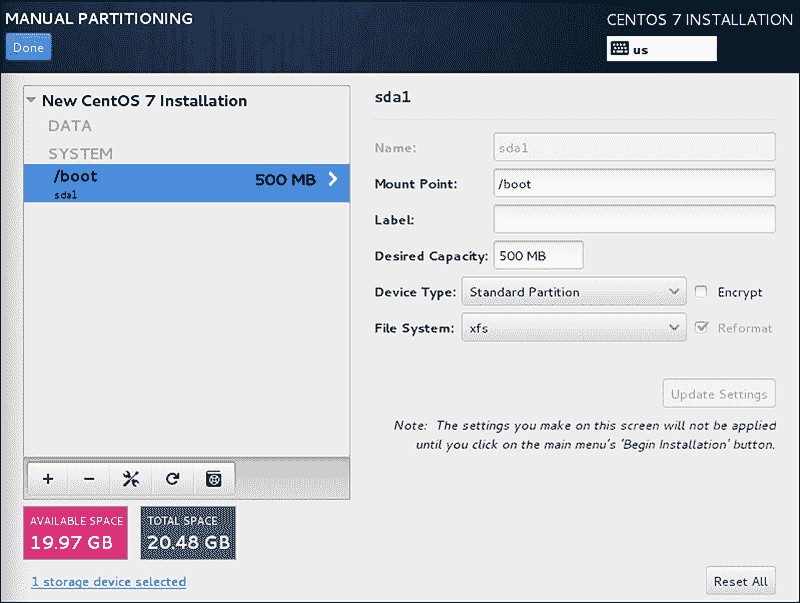 MANUAL PARTITIONING
CENTOS 7 INSTALLATION
Done
us
New CentOS 7 Installation
DATA
SYSTEM
/boot 500 MB
sda1
sda1
Name: sda1
Mount Point: /boot
Label:
Desired Capacity: 500 MB
Device Type: Standard Partition Encrypt
File System: xfs Reformat
Update Settings
Note: The settings you make on this screen will not be applied
until you click on the main menu's 'Begin Installation' button.
+ −
AVAILABLE SPACE
19.97 GB
TOTAL SPACE
20.48 GB
1 storage device selected
Reset All